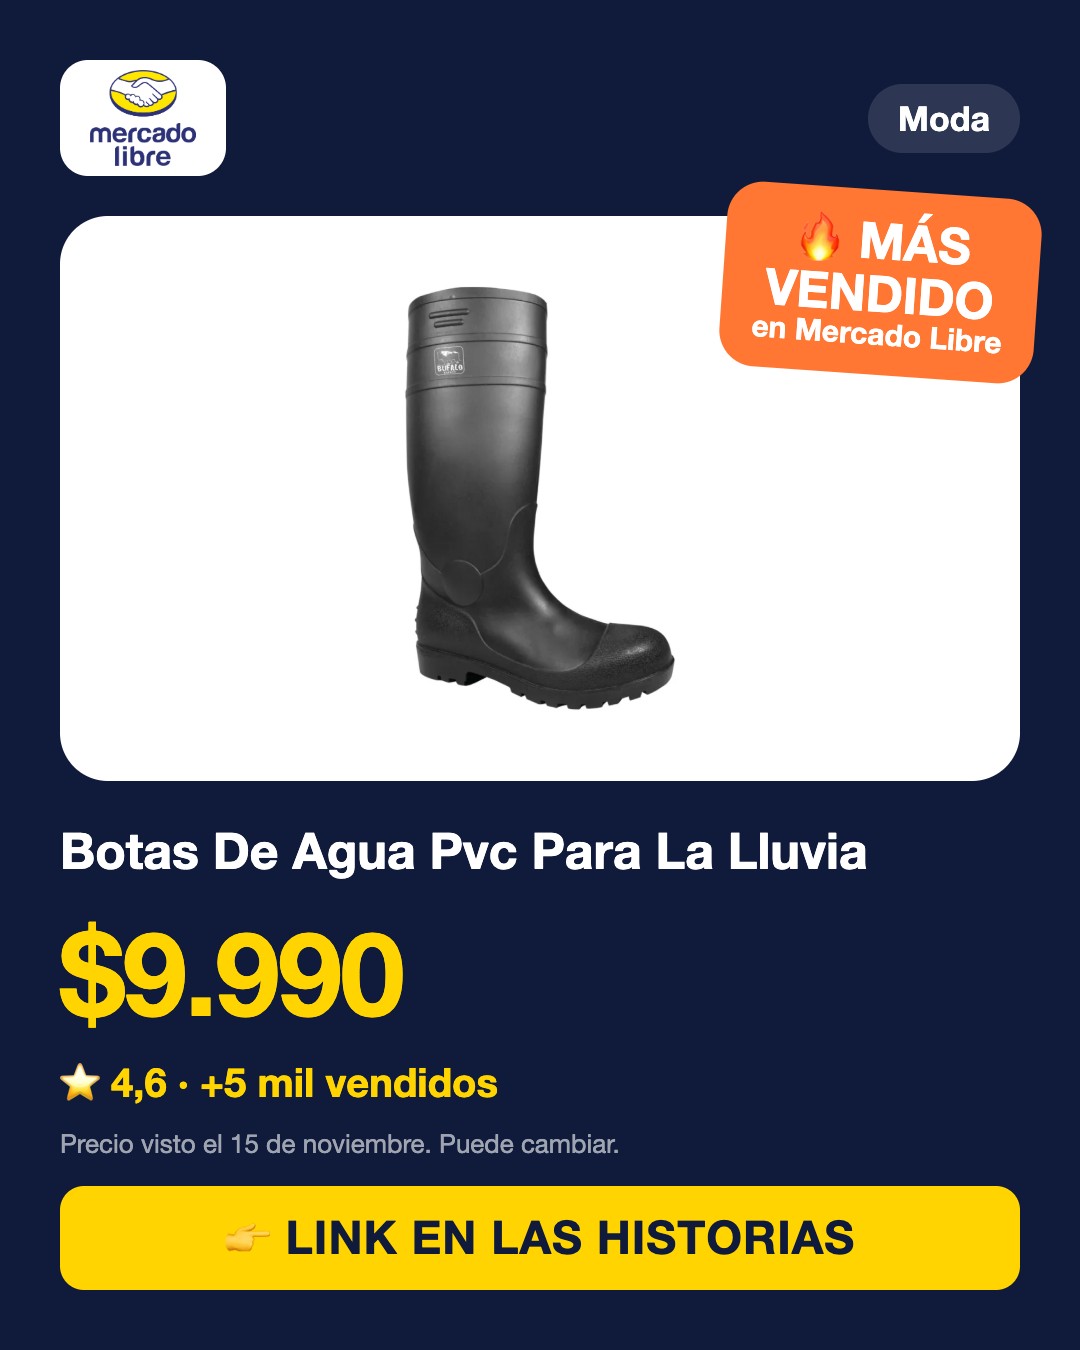 mercado
libre
Moda
🔥 MÁS
VENDIDO
en Mercado Libre
BUFALO
Botas De Agua Pvc Para La Lluvia
$9.990
⭐ 4,6 · +5 mil vendidos
Precio visto el 15 de noviembre. Puede cambiar.
👉 LINK EN LAS HISTORIAS